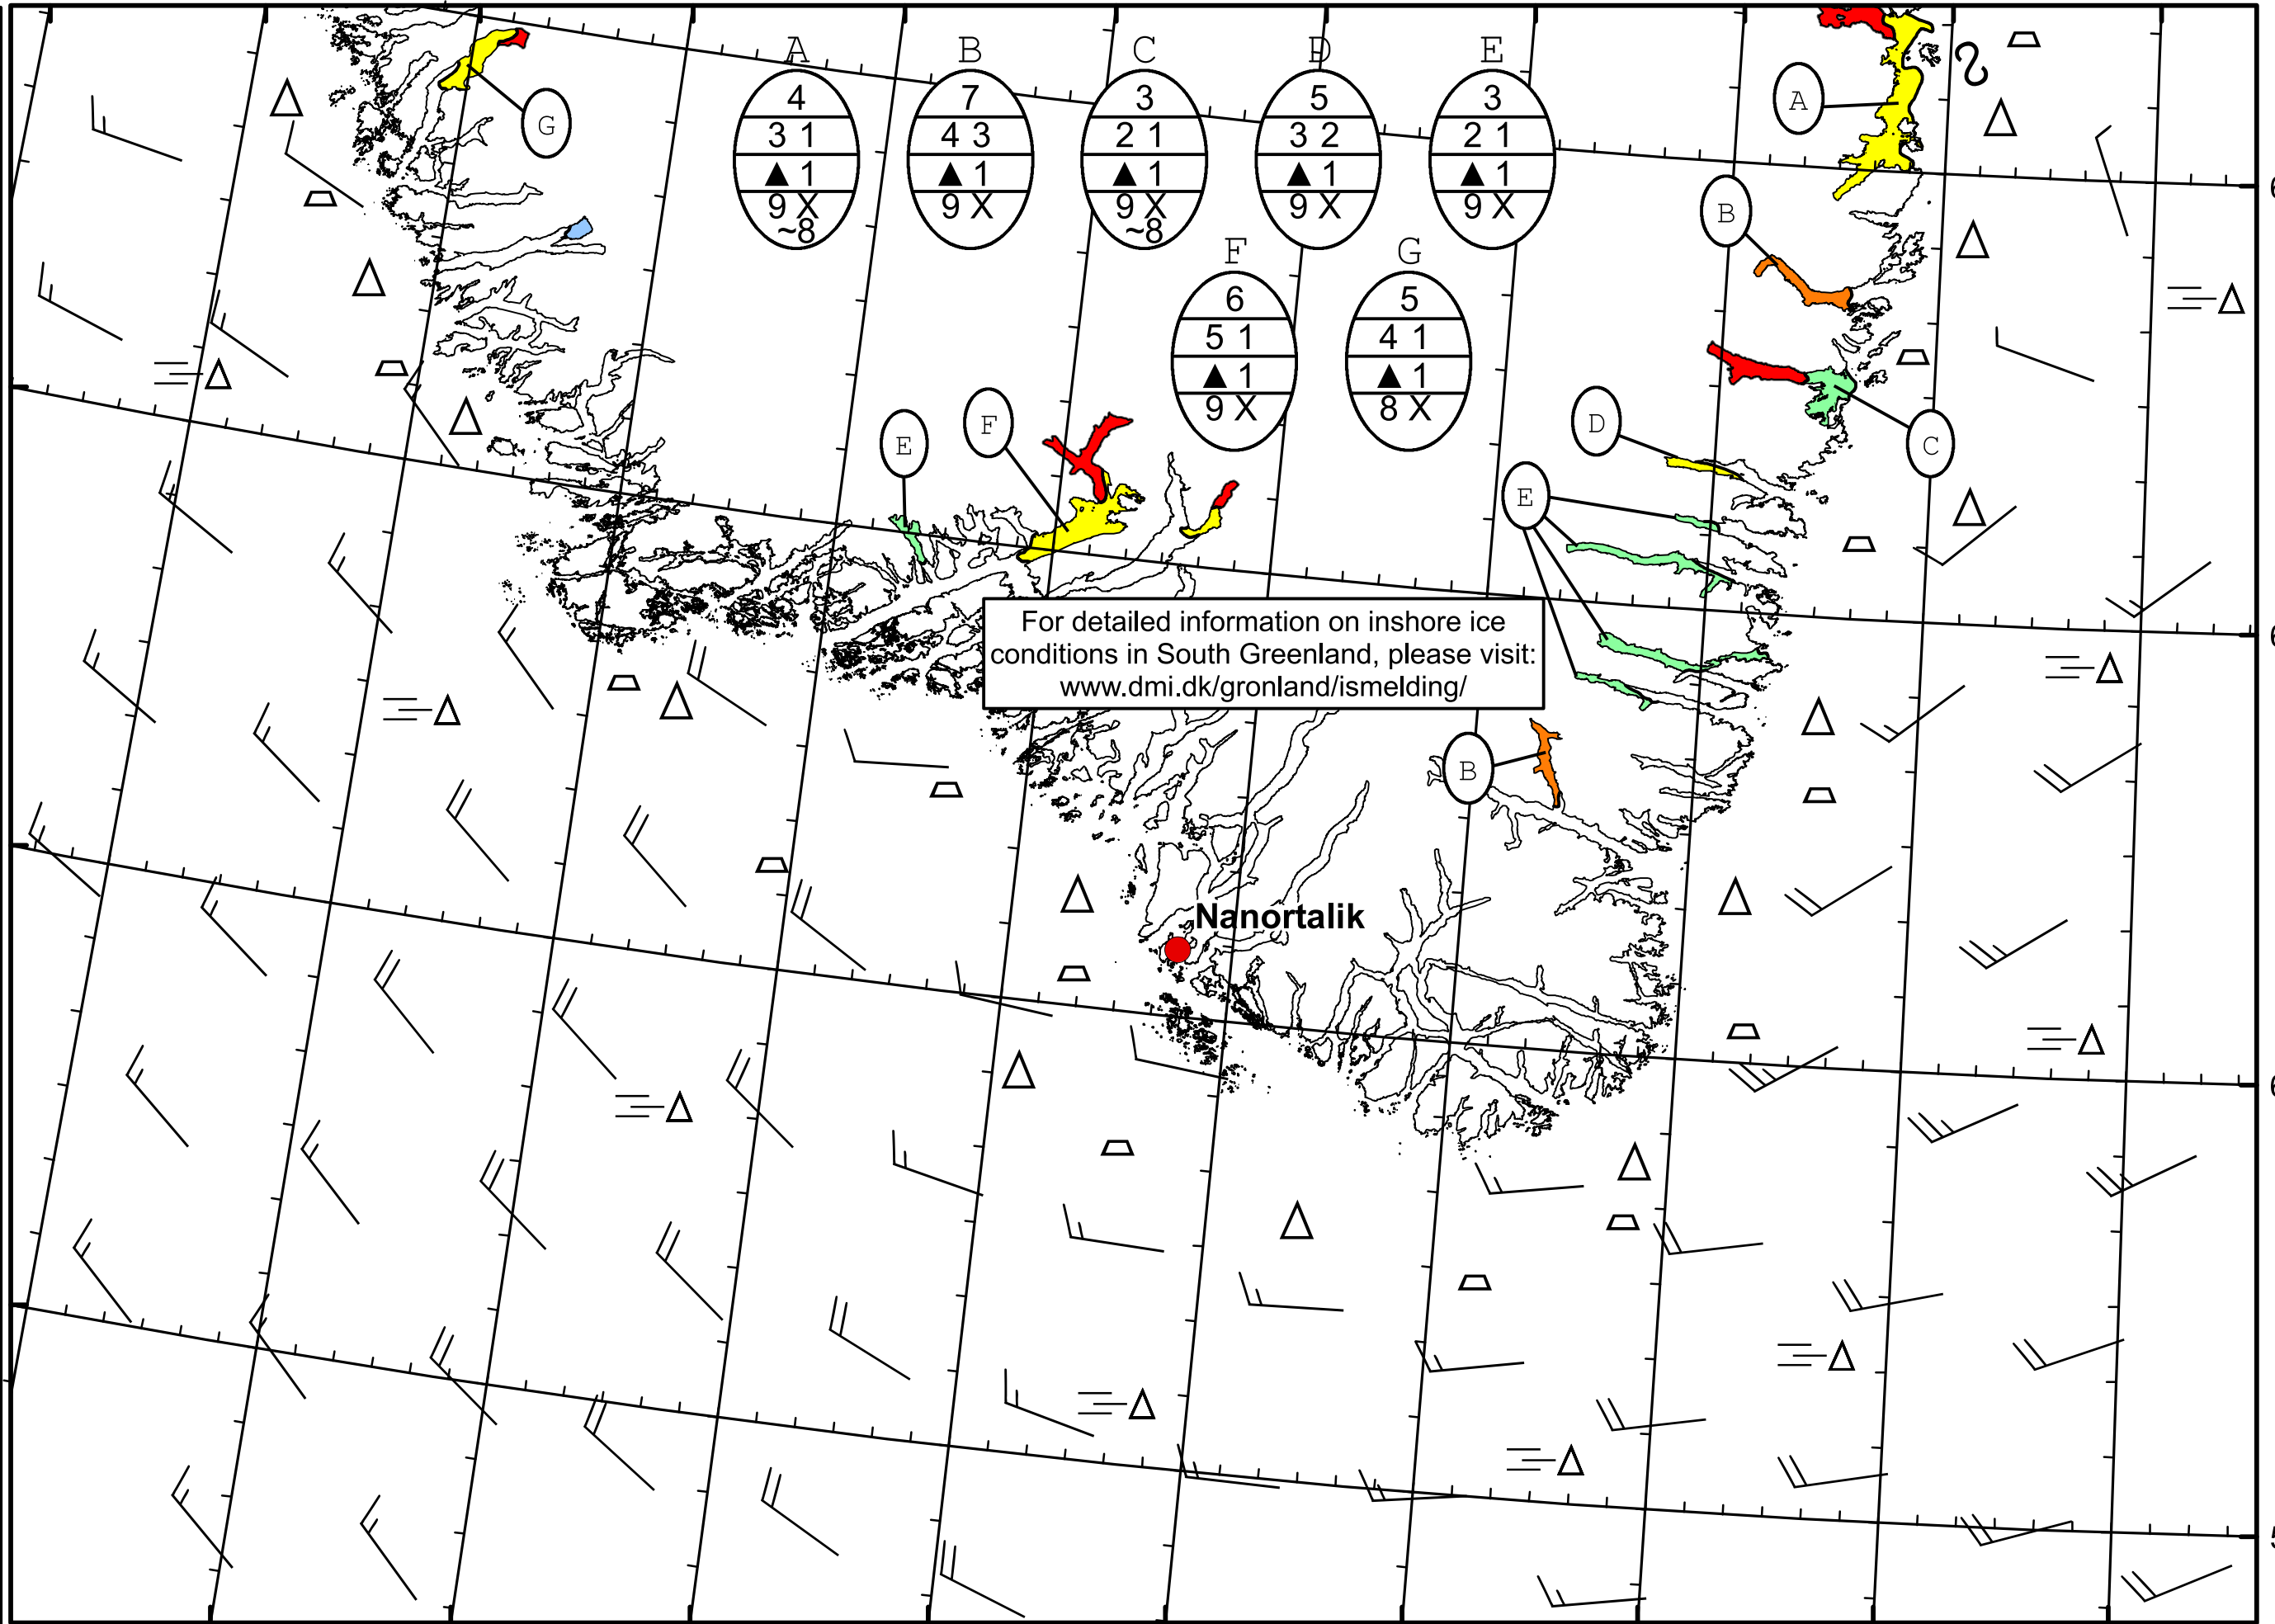 A B C D E
4 7 3 5 3
3 1 4 3 2 1 3 2 2 1
▲ 1 ▲ 1 ▲ 1 ▲ 1 ▲ 1
9 X 9 X 9 X 9 X 9 X
~8 ~8
F G
6 5
5 1 4 1
▲ 1 ▲ 1
9 X 8 X
G
A
B
C
D
E
F
E
For detailed information on inshore ice
conditions in South Greenland, please visit:
www.dmi.dk/gronland/ismelding/
B
Nanortalik